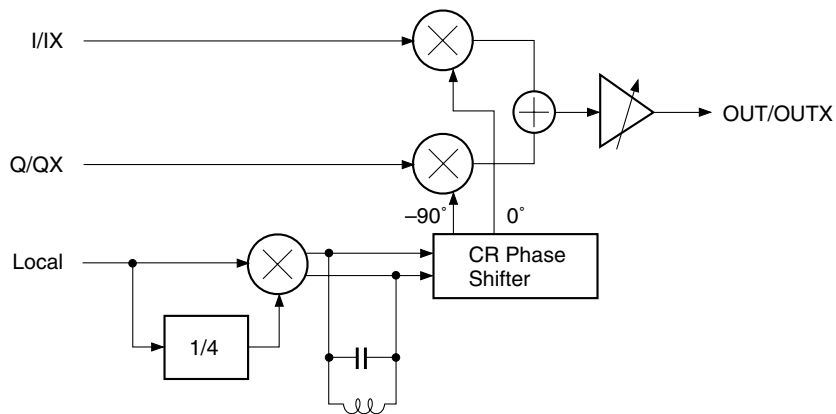 I/IX
OUT/OUTX
Q/QX
–90˚
0˚
Local
CR Phase
Shifter
1/4